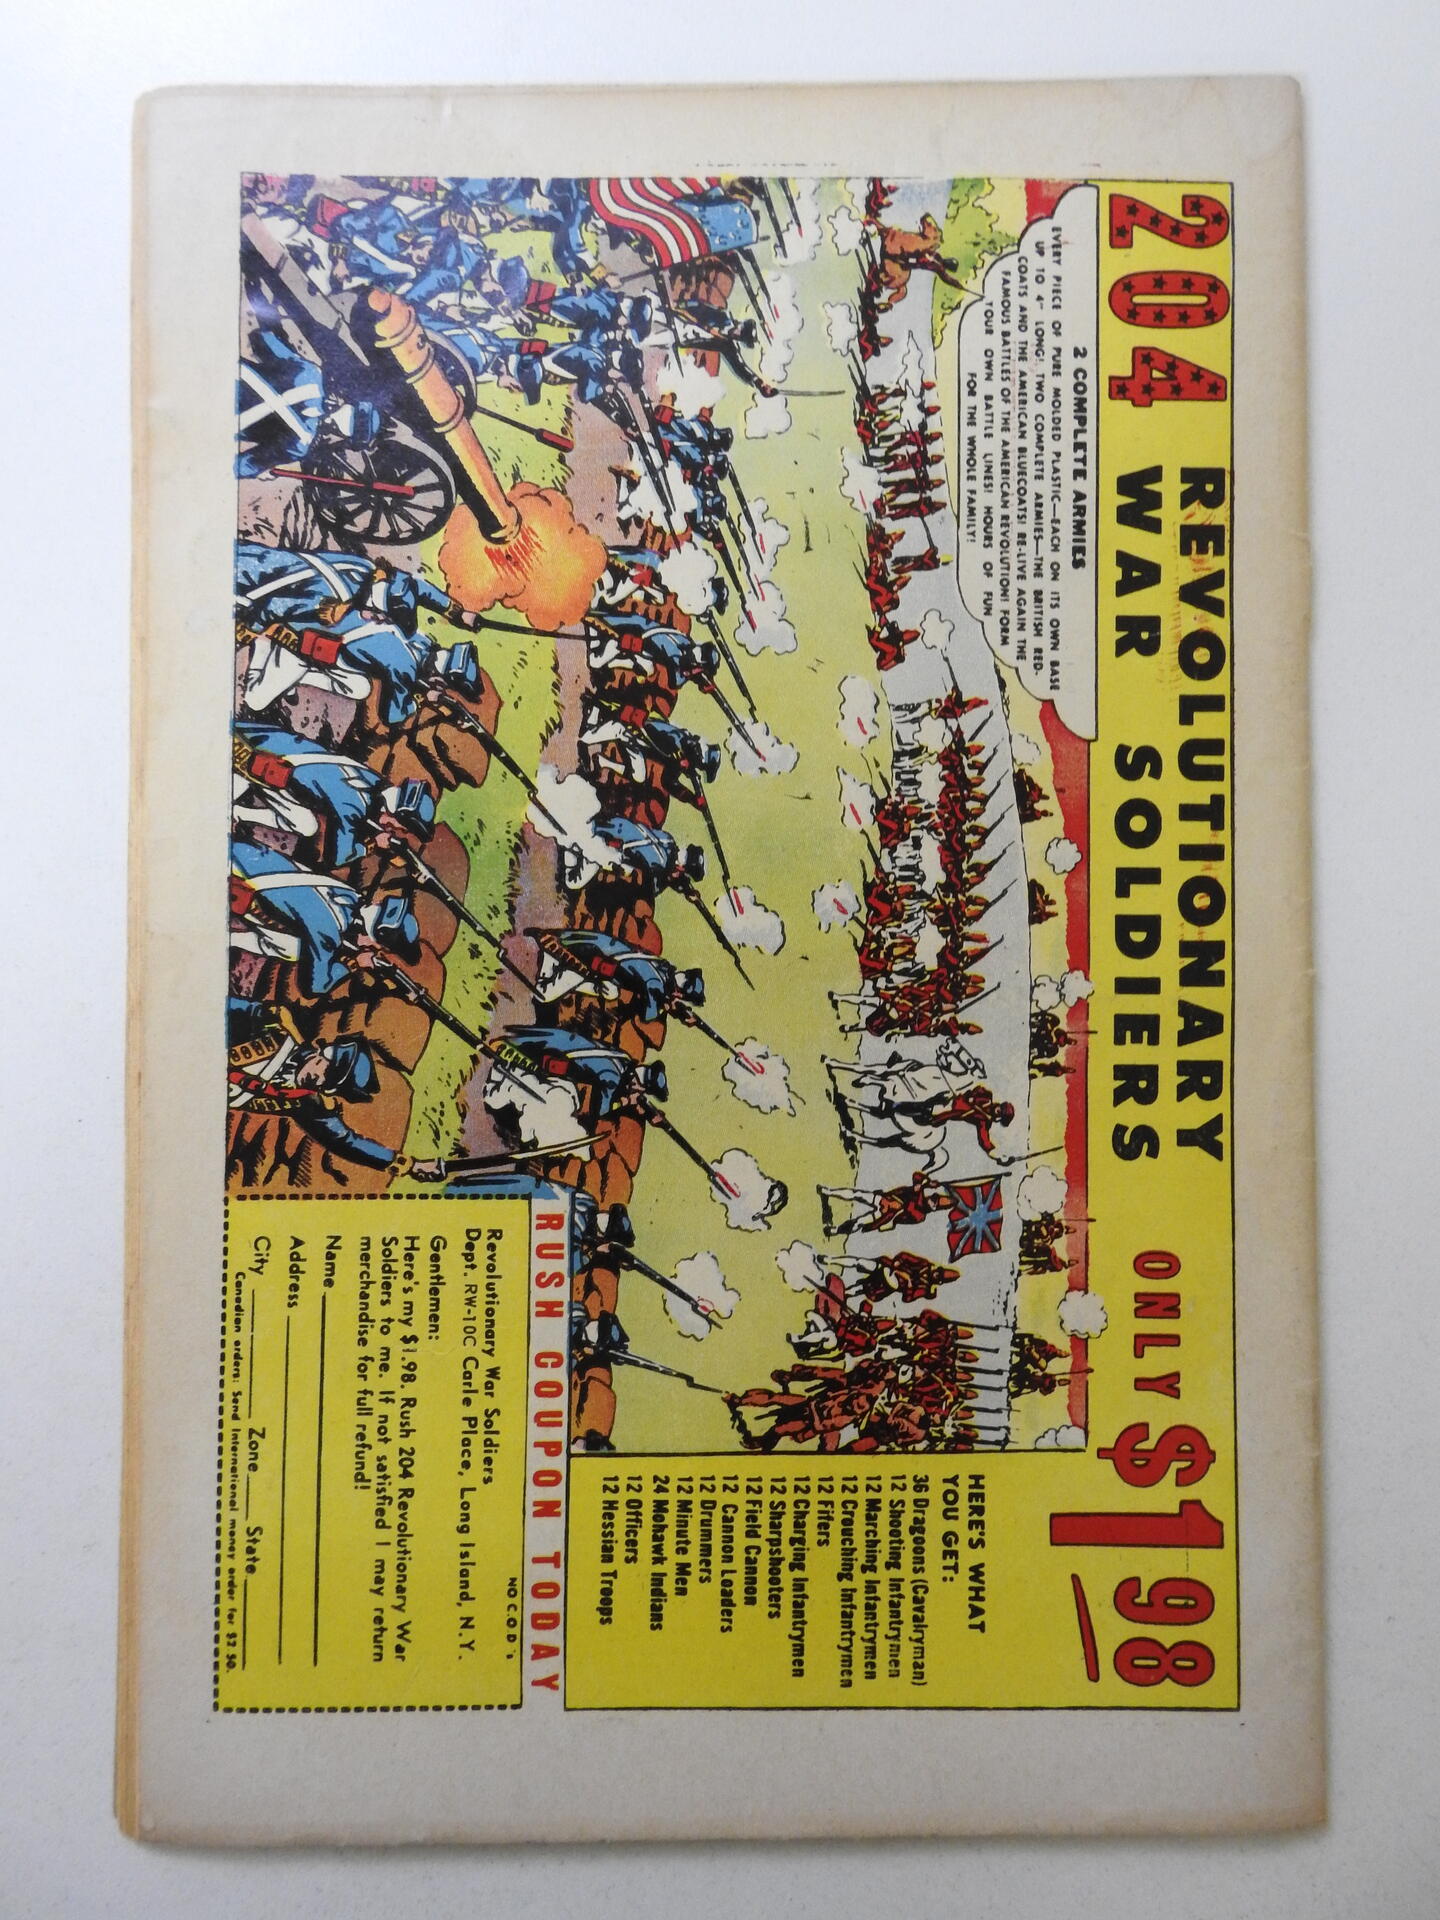 204 REVOLUTIONARY
WAR SOLDIERS
ONLY $1 98
2 COMPLETE ARMIES
EVERY PIECE OF PURE MOLDED PLASTIC—EACH ON ITS OWN BASE
UP TO 4" LONG! TWO COMPLETE ARMIES—THE BRITISH RED-
COATS AND THE AMERICAN BLUECOATS! RE-LIVE AGAIN THE
FAMOUS BATTLES OF THE AMERICAN REVOLUTION! FORM
YOUR OWN BATTLE LINES! HOURS OF FUN
FOR THE WHOLE FAMILY!
HERE'S WHAT
YOU GET:
36 Dragoons (Cavalryman)
12 Shooting Infantrymen
12 Marching Infantrymen
12 Crouching Infantrymen
12 Fifers
12 Charging Infantrymen
12 Sharpshooters
12 Field Cannon
12 Cannon Loaders
12 Drummers
12 Minute Men
24 Mohawk Indians
12 Officers
12 Hessian Troops
RUSH COUPON TODAY
NO C.O.D.'s
Revolutionary War Soldiers
Dept. RW-10C Carle Place, Long Island, N.Y.
Gentlemen:
Here's my $1.98. Rush 204 Revolutionary War
Soldiers to me. If not satisfied I may return
merchandise for full refund!
Name
Address
City Zone State
Canadian orders: Send International money order for $2.50.